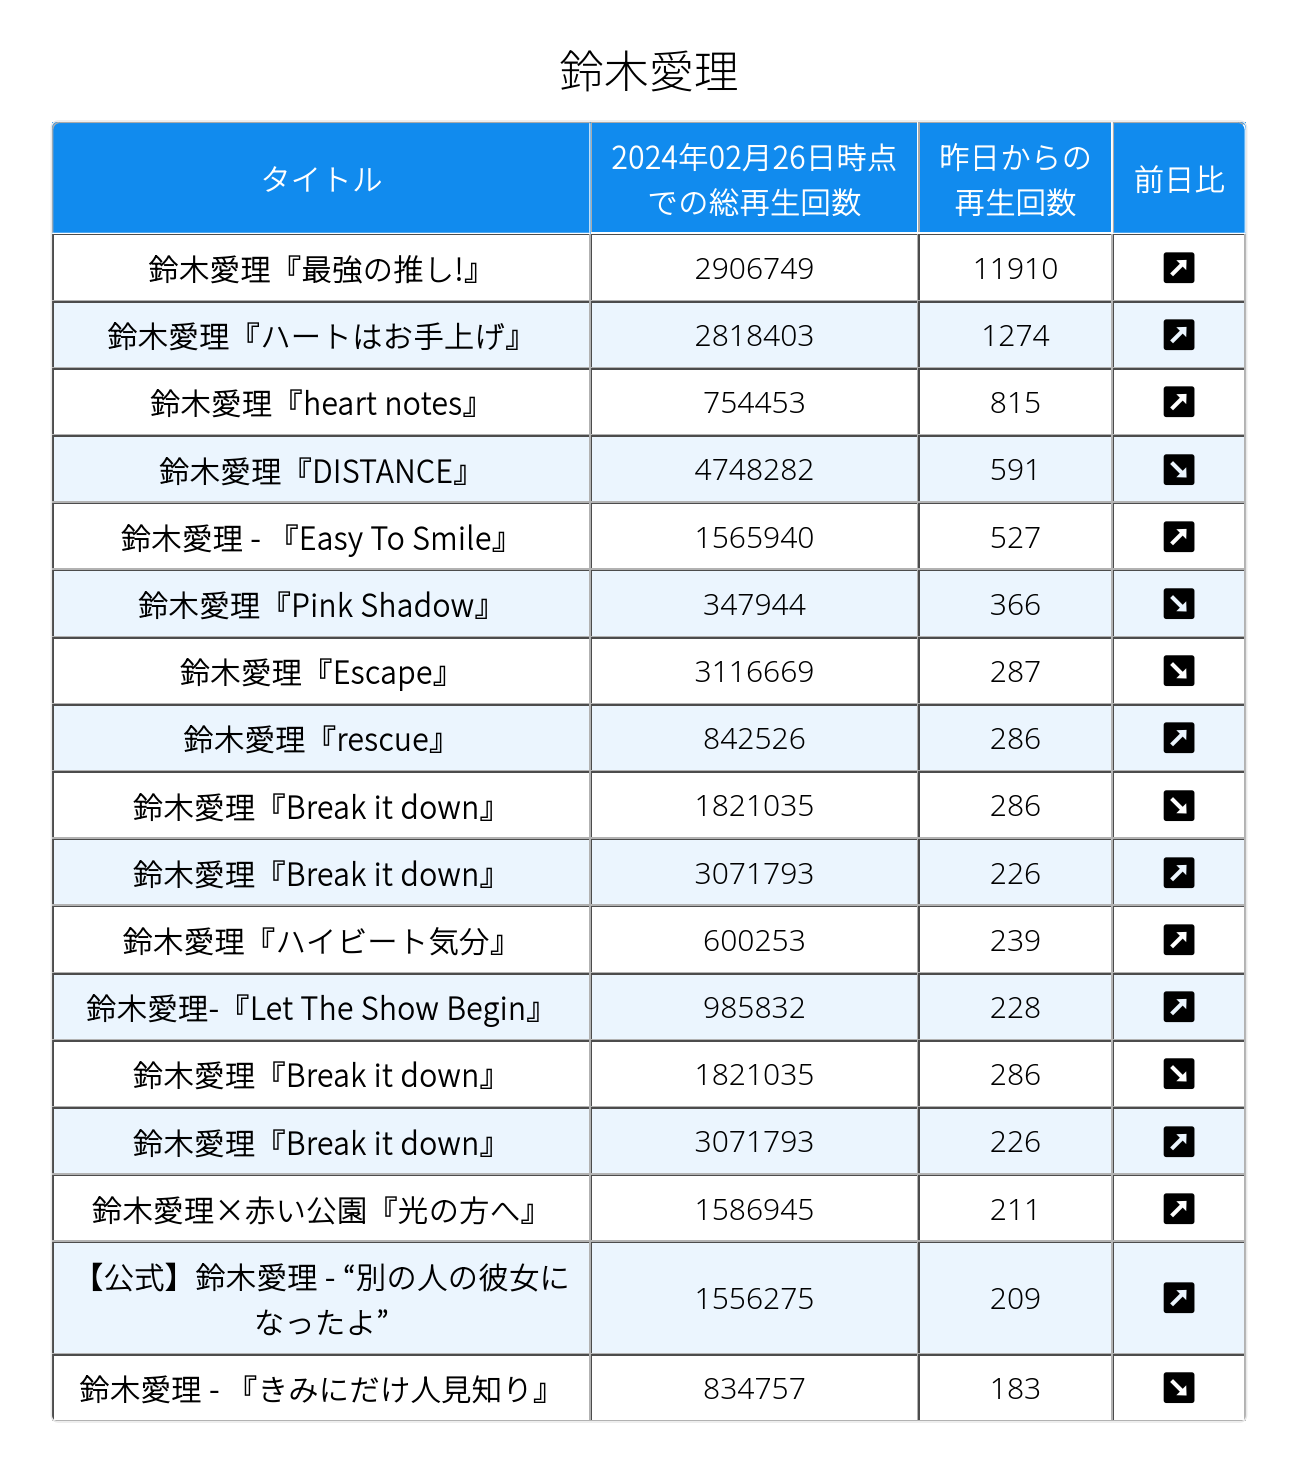 鈴木愛理
タイトル 2024年02月26日時点での総再生回数 昨日からの再生回数 前日比
鈴木愛理『最強の推し!』 2906749 11910 ↗
鈴木愛理『ハートはお手上げ』 2818403 1274 ↗
鈴木愛理『heart notes』 754453 815 ↗
鈴木愛理『DISTANCE』 4748282 591 ↘
鈴木愛理 - 『Easy To Smile』 1565940 527 ↗
鈴木愛理『Pink Shadow』 347944 366 ↘
鈴木愛理『Escape』 3116669 287 ↘
鈴木愛理『rescue』 842526 286 ↗
鈴木愛理『Break it down』 1821035 286 ↘
鈴木愛理『Break it down』 3071793 226 ↗
鈴木愛理『ハイビート気分』 600253 239 ↗
鈴木愛理-『Let The Show Begin』 985832 228 ↗
鈴木愛理『Break it down』 1821035 286 ↘
鈴木愛理『Break it down』 3071793 226 ↗
鈴木愛理×赤い公園『光の方へ』 1586945 211 ↗
【公式】鈴木愛理 - “別の人の彼女になったよ” 1556275 209 ↗
鈴木愛理 - 『きみにだけ人見知り』 834757 183 ↘